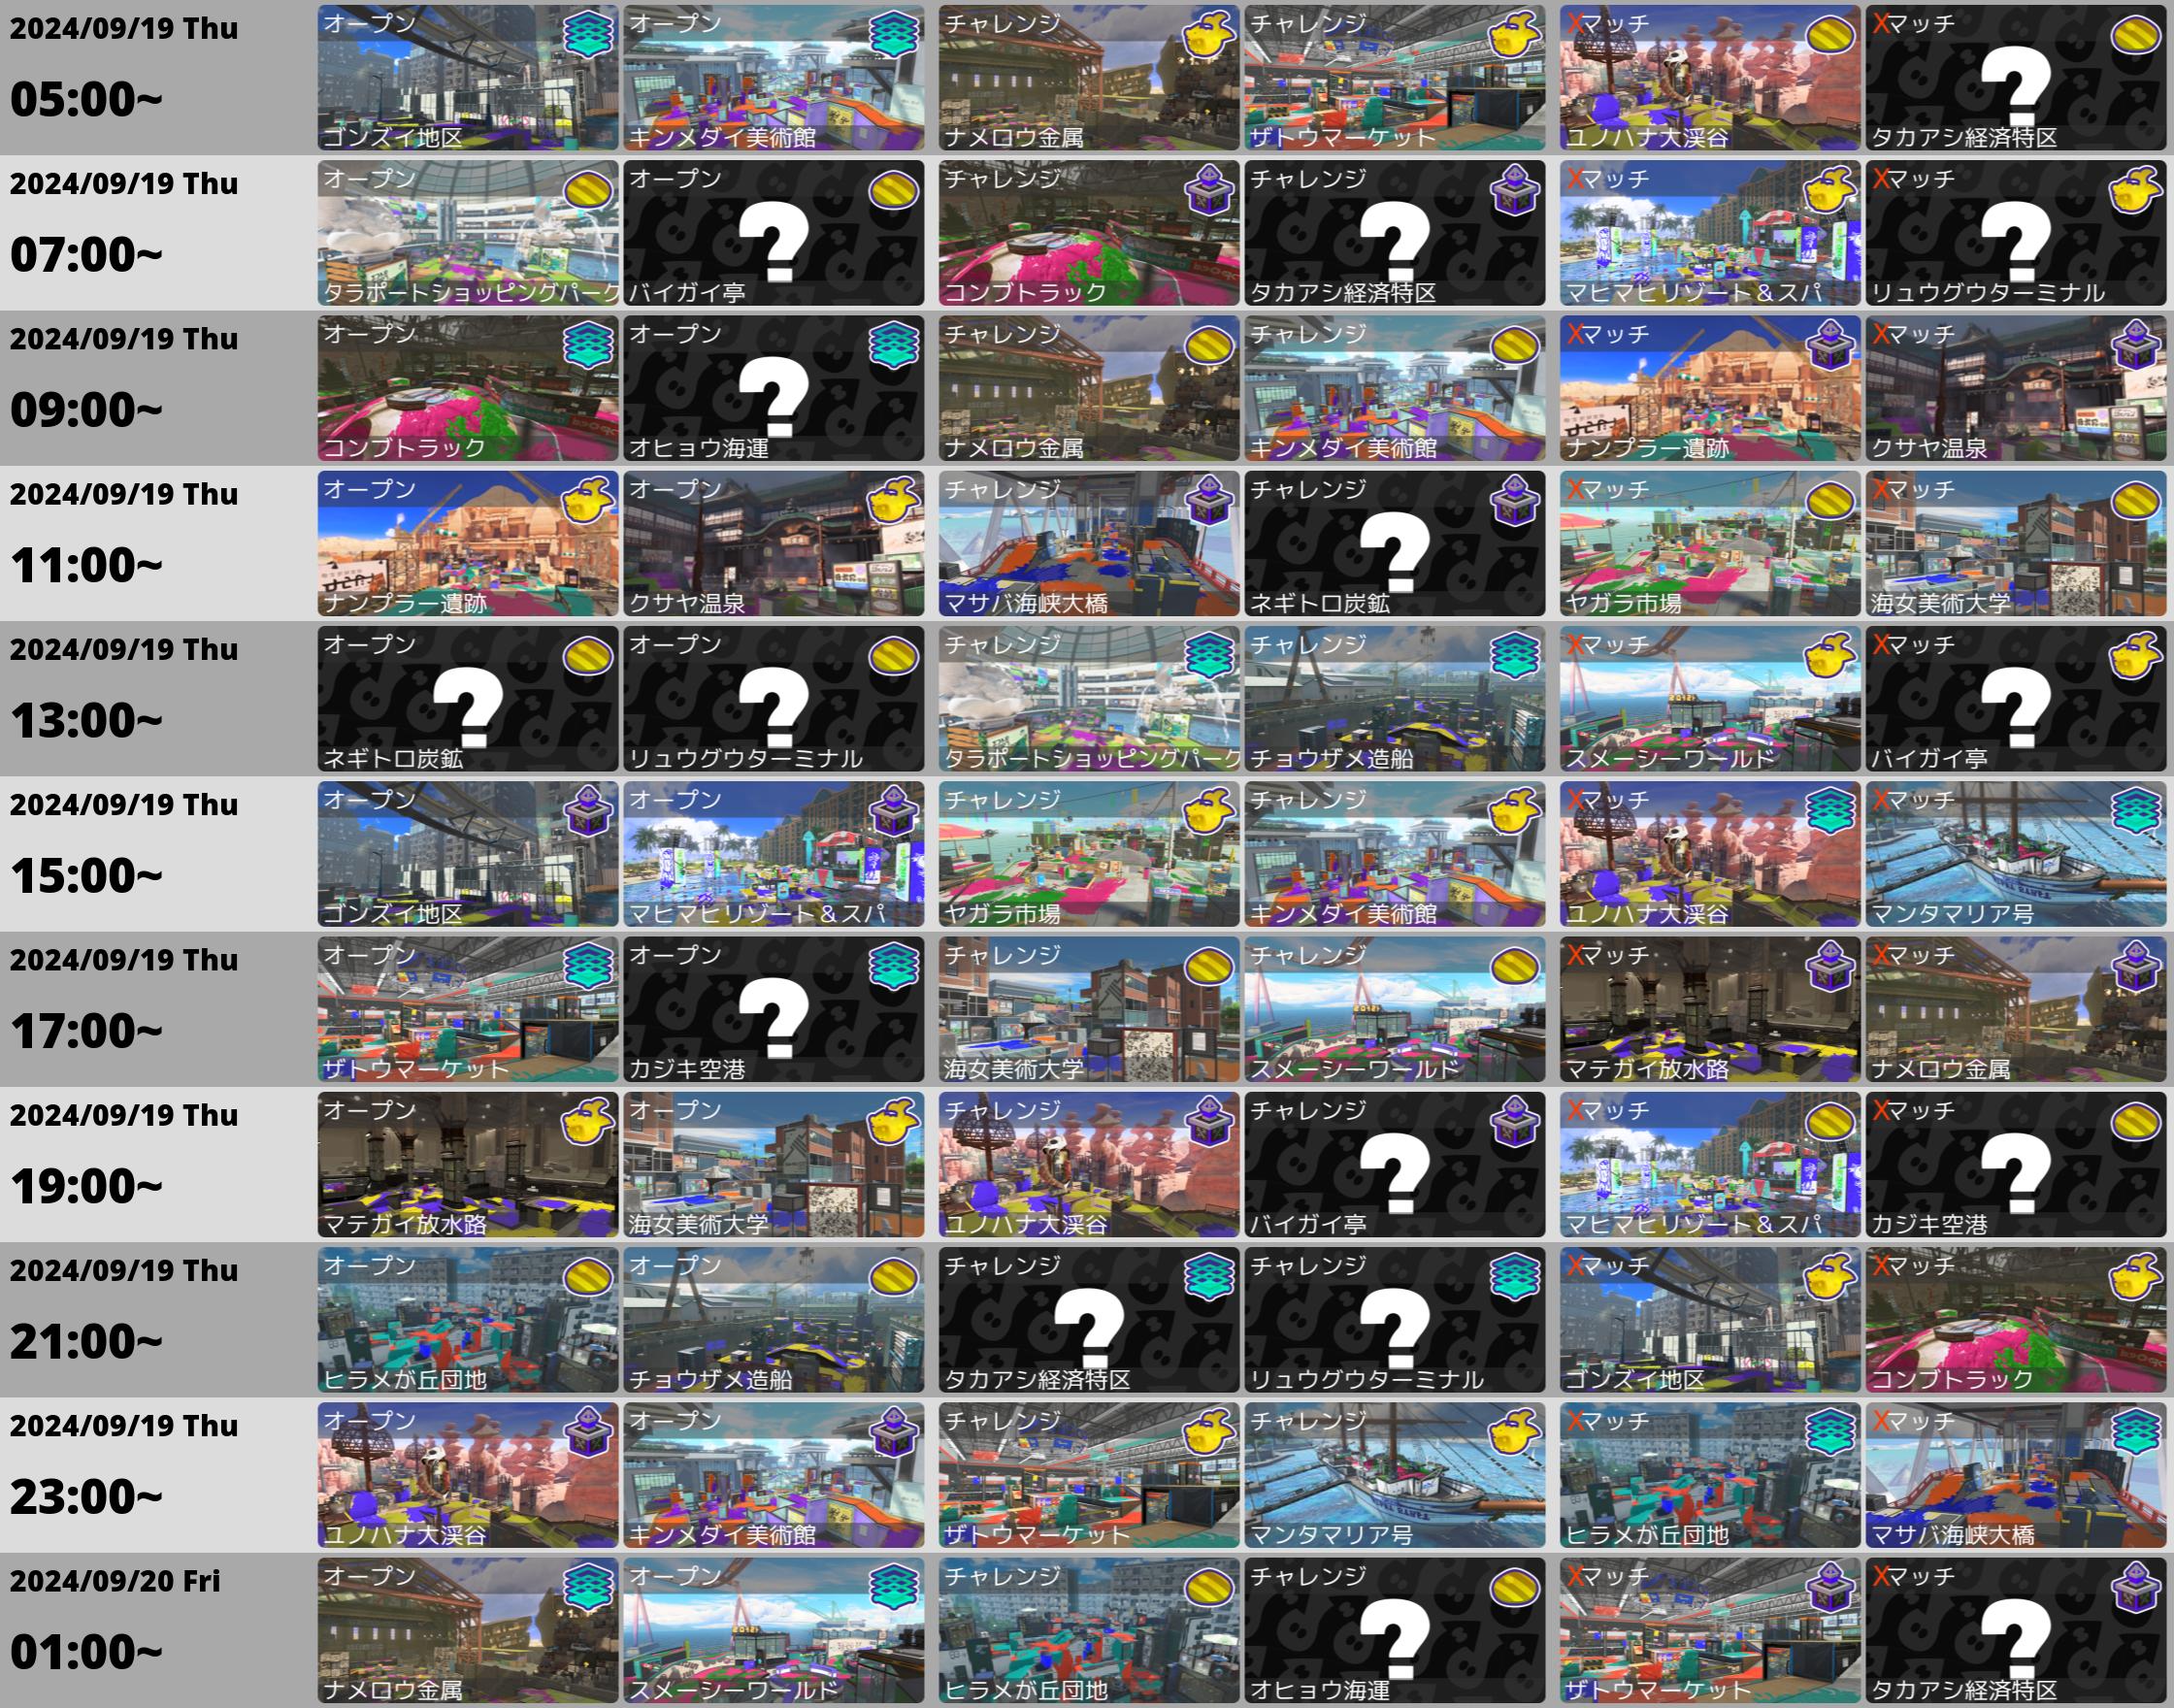 2024/09/19 Thu
05:00~
オープン
ゴンズイ地区
オープン
キンメダイ美術館
チャレンジ
ナメロウ金属
チャレンジ
ザトウマーケット
Xマッチ
ユノハナ大渓谷
Xマッチ
タカアシ経済特区
2024/09/19 Thu
07:00~
オープン
タラポートショッピングパーク
オープン
バイガイ亭
チャレンジ
コンブトラック
チャレンジ
タカアシ経済特区
Xマッチ
マヒマヒリゾート＆スパ
Xマッチ
リュウグウターミナル
2024/09/19 Thu
09:00~
オープン
コンブトラック
オープン
オヒョウ海運
チャレンジ
ナメロウ金属
チャレンジ
キンメダイ美術館
Xマッチ
ナンプラー遺跡
Xマッチ
クサヤ温泉
2024/09/19 Thu
11:00~
オープン
ナンプラー遺跡
オープン
クサヤ温泉
チャレンジ
マサバ海峡大橋
チャレンジ
ネギトロ炭鉱
Xマッチ
ヤガラ市場
Xマッチ
海女美術大学
2024/09/19 Thu
13:00~
オープン
ネギトロ炭鉱
オープン
リュウグウターミナル
チャレンジ
タラポートショッピングパーク
チャレンジ
チョウザメ造船
Xマッチ
スメーシーワールド
Xマッチ
バイガイ亭
2024/09/19 Thu
15:00~
オープン
ゴンズイ地区
オープン
マヒマヒリゾート＆スパ
チャレンジ
ヤガラ市場
チャレンジ
キンメダイ美術館
Xマッチ
ユノハナ大渓谷
Xマッチ
マンタマリア号
2024/09/19 Thu
17:00~
オープン
ザトウマーケット
オープン
カジキ空港
チャレンジ
海女美術大学
チャレンジ
スメーシーワールド
Xマッチ
マテガイ放水路
Xマッチ
ナメロウ金属
2024/09/19 Thu
19:00~
オープン
マテガイ放水路
オープン
海女美術大学
チャレンジ
ユノハナ大渓谷
チャレンジ
バイガイ亭
Xマッチ
マヒマヒリゾート＆スパ
Xマッチ
カジキ空港
2024/09/19 Thu
21:00~
オープン
ヒラメが丘団地
オープン
チョウザメ造船
チャレンジ
タカアシ経済特区
チャレンジ
リュウグウターミナル
Xマッチ
ゴンズイ地区
Xマッチ
コンブトラック
2024/09/19 Thu
23:00~
オープン
ユノハナ大渓谷
オープン
キンメダイ美術館
チャレンジ
ザトウマーケット
チャレンジ
マンタマリア号
Xマッチ
ヒラメが丘団地
Xマッチ
マサバ海峡大橋
2024/09/20 Fri
01:00~
オープン
ナメロウ金属
オープン
スメーシーワールド
チャレンジ
ヒラメが丘団地
チャレンジ
オヒョウ海運
Xマッチ
ザトウマーケット
Xマッチ
タカアシ経済特区